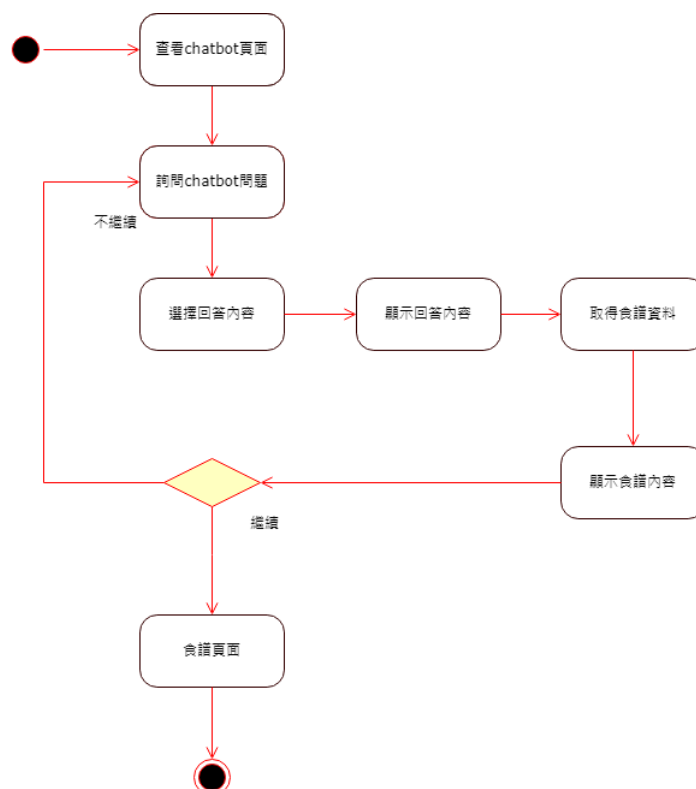 查看chatbot頁面
詢問chatbot問題
不繼續
選擇回答內容
顯示回答內容
取得食譜資料
顯示食譜內容
繼續
食譜頁面